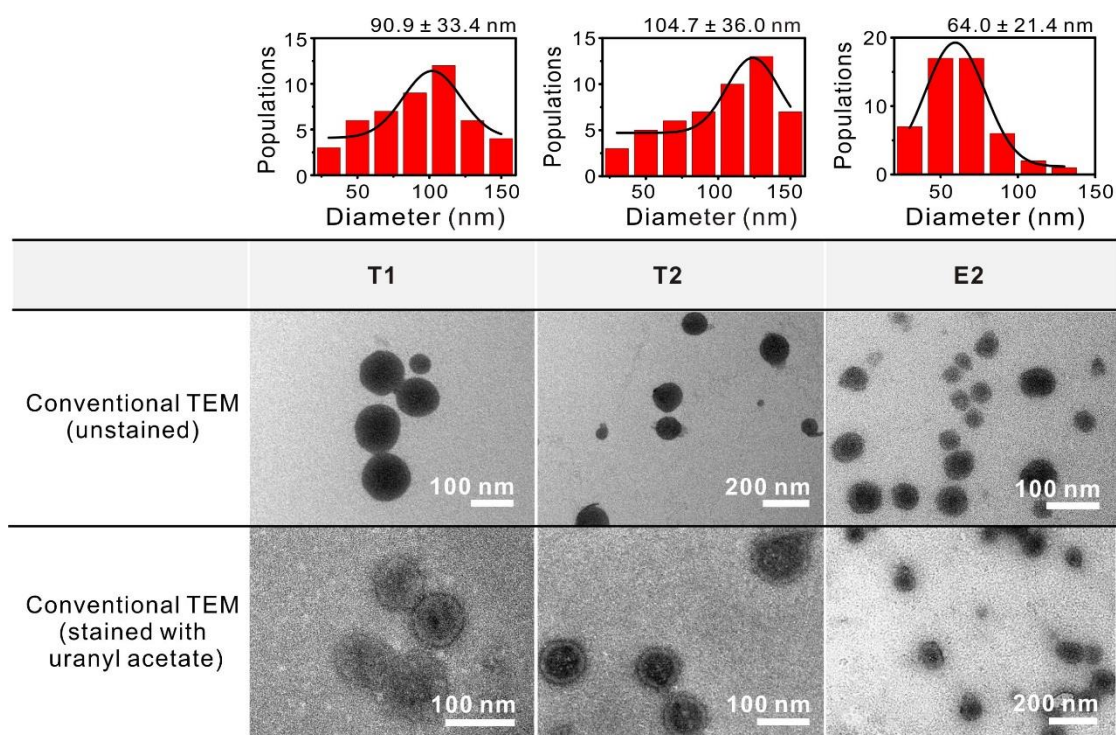 90.9 ± 33.4 nm
15
10
5
0
Populations
50
100
150
Diameter (nm)
104.7 ± 36.0 nm
15
10
5
0
Populations
50
100
150
Diameter (nm)
64.0 ± 21.4 nm
20
10
0
Populations
50
100
150
Diameter (nm)
T1
T2
E2
Conventional TEM
(unstained)
100 nm
200 nm
100 nm
Conventional TEM
(stained with
uranyl acetate)
100 nm
100 nm
200 nm